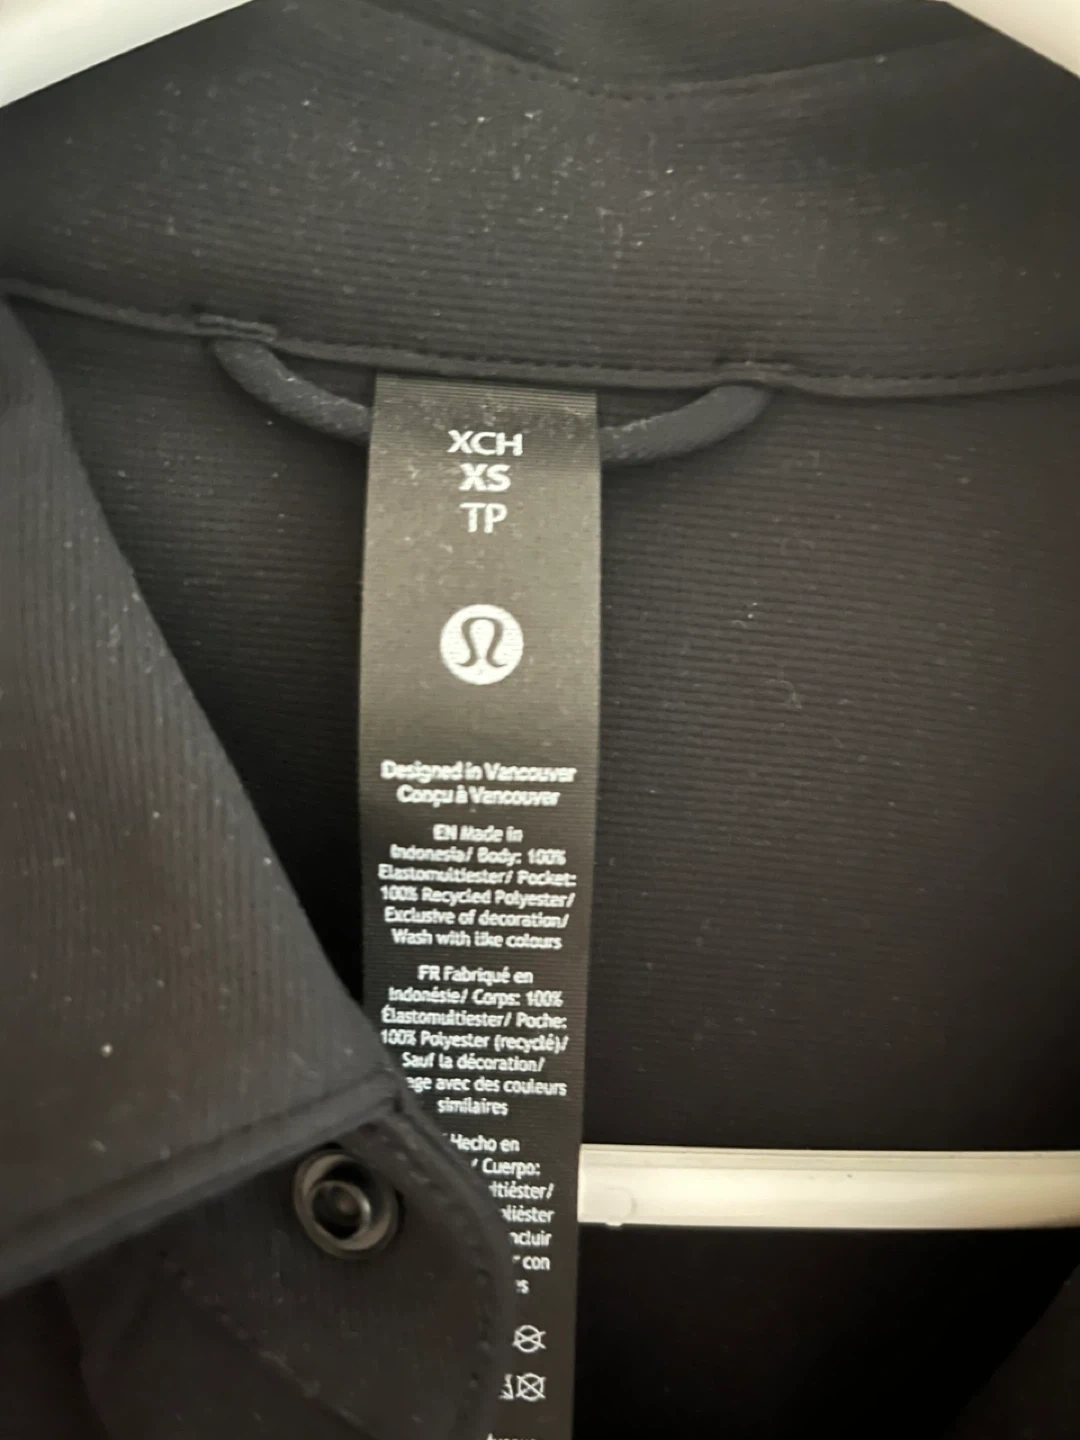 XCH
XS
TP
Designed in Vancouver
Conçu à Vancouver
EN Made in
Indonesia/ Body: 100%
Elastomultiester/ Pocket:
100% Recycled Polyester/
Exclusive of decoration/
Wash with like colours
FR Fabriqué en
Indonésie/ Corps: 100%
Élastomultiester/ Poche:
100% Polyester (recyclé)/
Sauf la décoration/
avec des couleurs
similaires
Hecho en
/ Cuerpo:
con